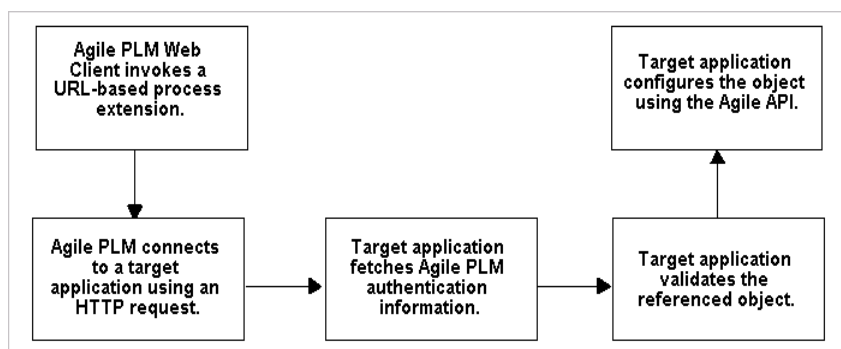 Agile PLM Web
Client invokes a
URL-based process
extension.
Agile PLM connects
to a target
application using an
HTTP request.
Target application
fetches Agile PLM
authentication
information.
Target application
validates the
referenced object.
Target application
configures the object
using the Agile API.